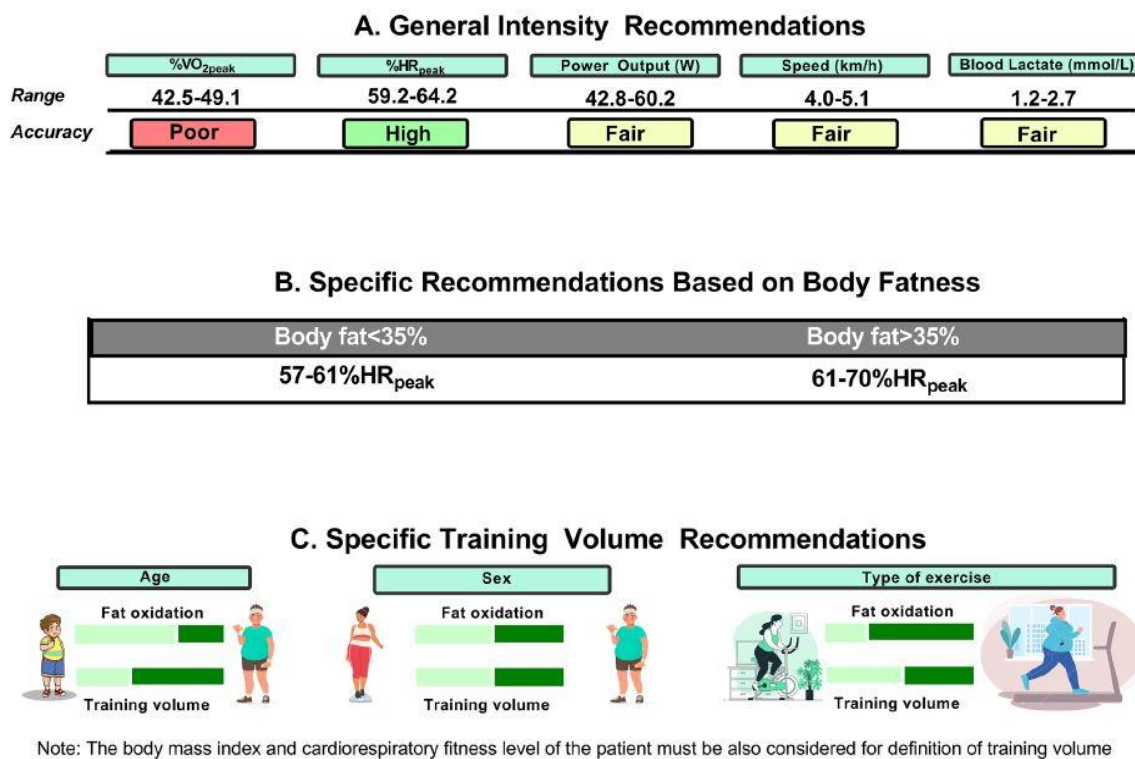 A. General Intensity Recommendations
%VO2peak %HRpeak Power Output (W) Speed (km/h) Blood Lactate (mmol/L)
Range 42.5-49.1 59.2-64.2 42.8-60.2 4.0-5.1 1.2-2.7
Accuracy Poor High Fair Fair Fair
B. Specific Recommendations Based on Body Fatness
Body fat<35% Body fat>35%
57-61%HRpeak 61-70%HRpeak
C. Specific Training Volume Recommendations
Age Sex Type of exercise
Fat oxidation Fat oxidation Fat oxidation
Training volume Training volume Training volume
Note: The body mass index and cardiorespiratory fitness level of the patient must be also considered for definition of training volume